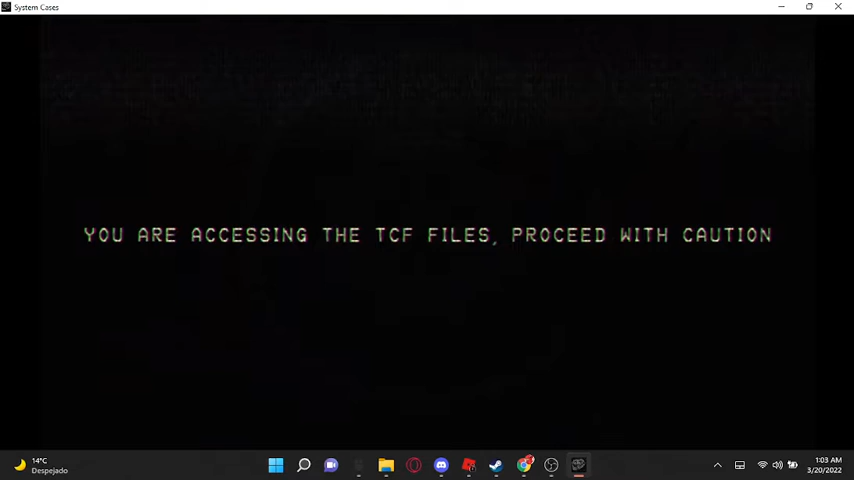 System Cases
YOU ARE ACCESSING THE TCF FILES, PROCEED WITH CAUTION
14°C
Despejado
1:03 AM
3/20/2022